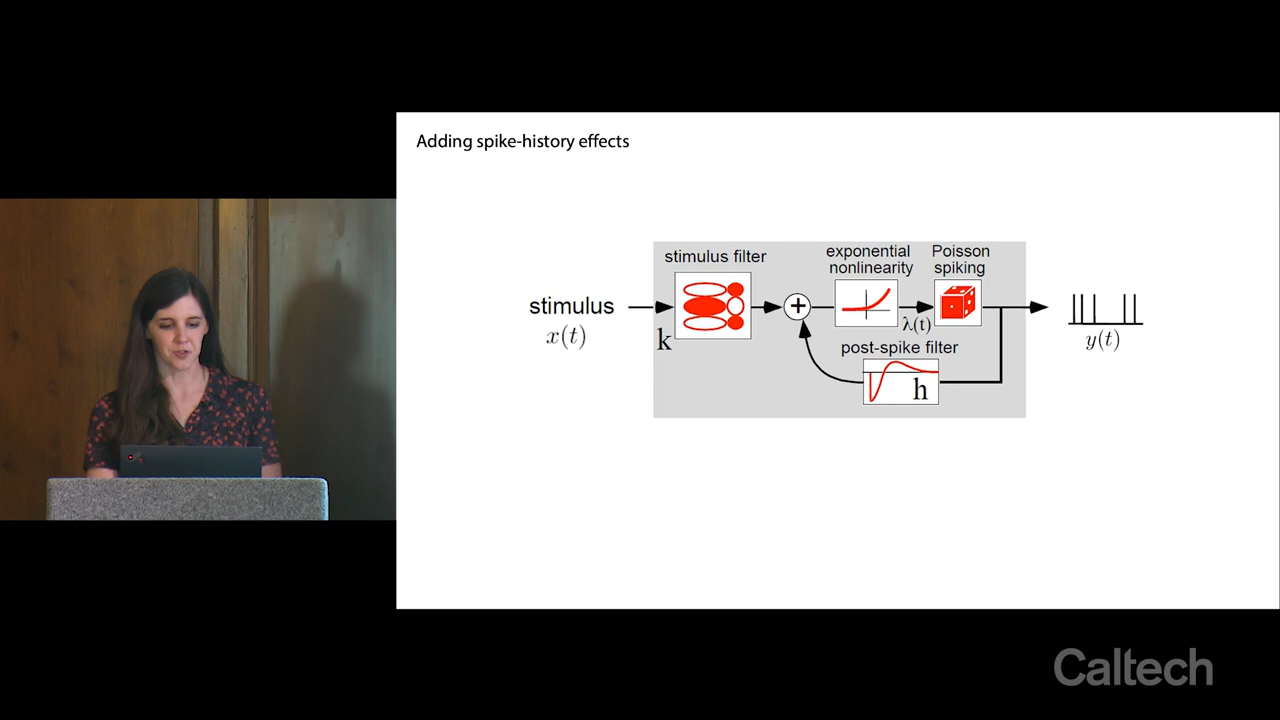 Adding spike-history effects
stimulus filter
exponential
nonlinearity
Poisson
spiking
stimulus
x(t)
k
+
λ(t)
post-spike filter
h
y(t)
Caltech